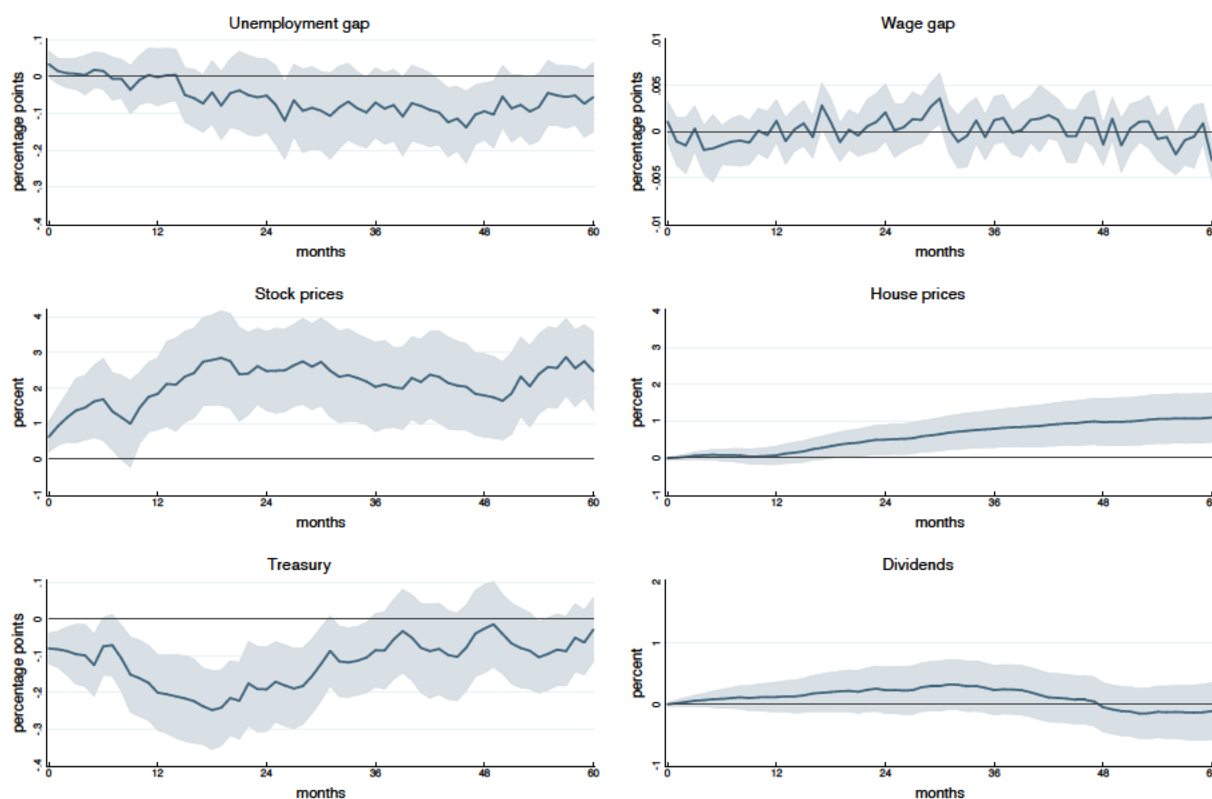 Unemployment gap
percentage points
.1
0
-.1
-.2
-.3
-.4
0 12 24 36 48 60
months
Wage gap
percentage points
.01
.005
0
-.005
-.01
0 12 24 36 48
months
Stock prices
percent
4
3
2
1
0
-1
0 12 24 36 48 60
months
House prices
percent
4
3
2
1
0
-1
0 12 24 36 48
months
Treasury
percentage points
.1
0
-.1
-.2
-.3
-.4
0 12 24 36 48 60
months
Dividends
percent
2
1
0
-1
0 12 24 36 48
months